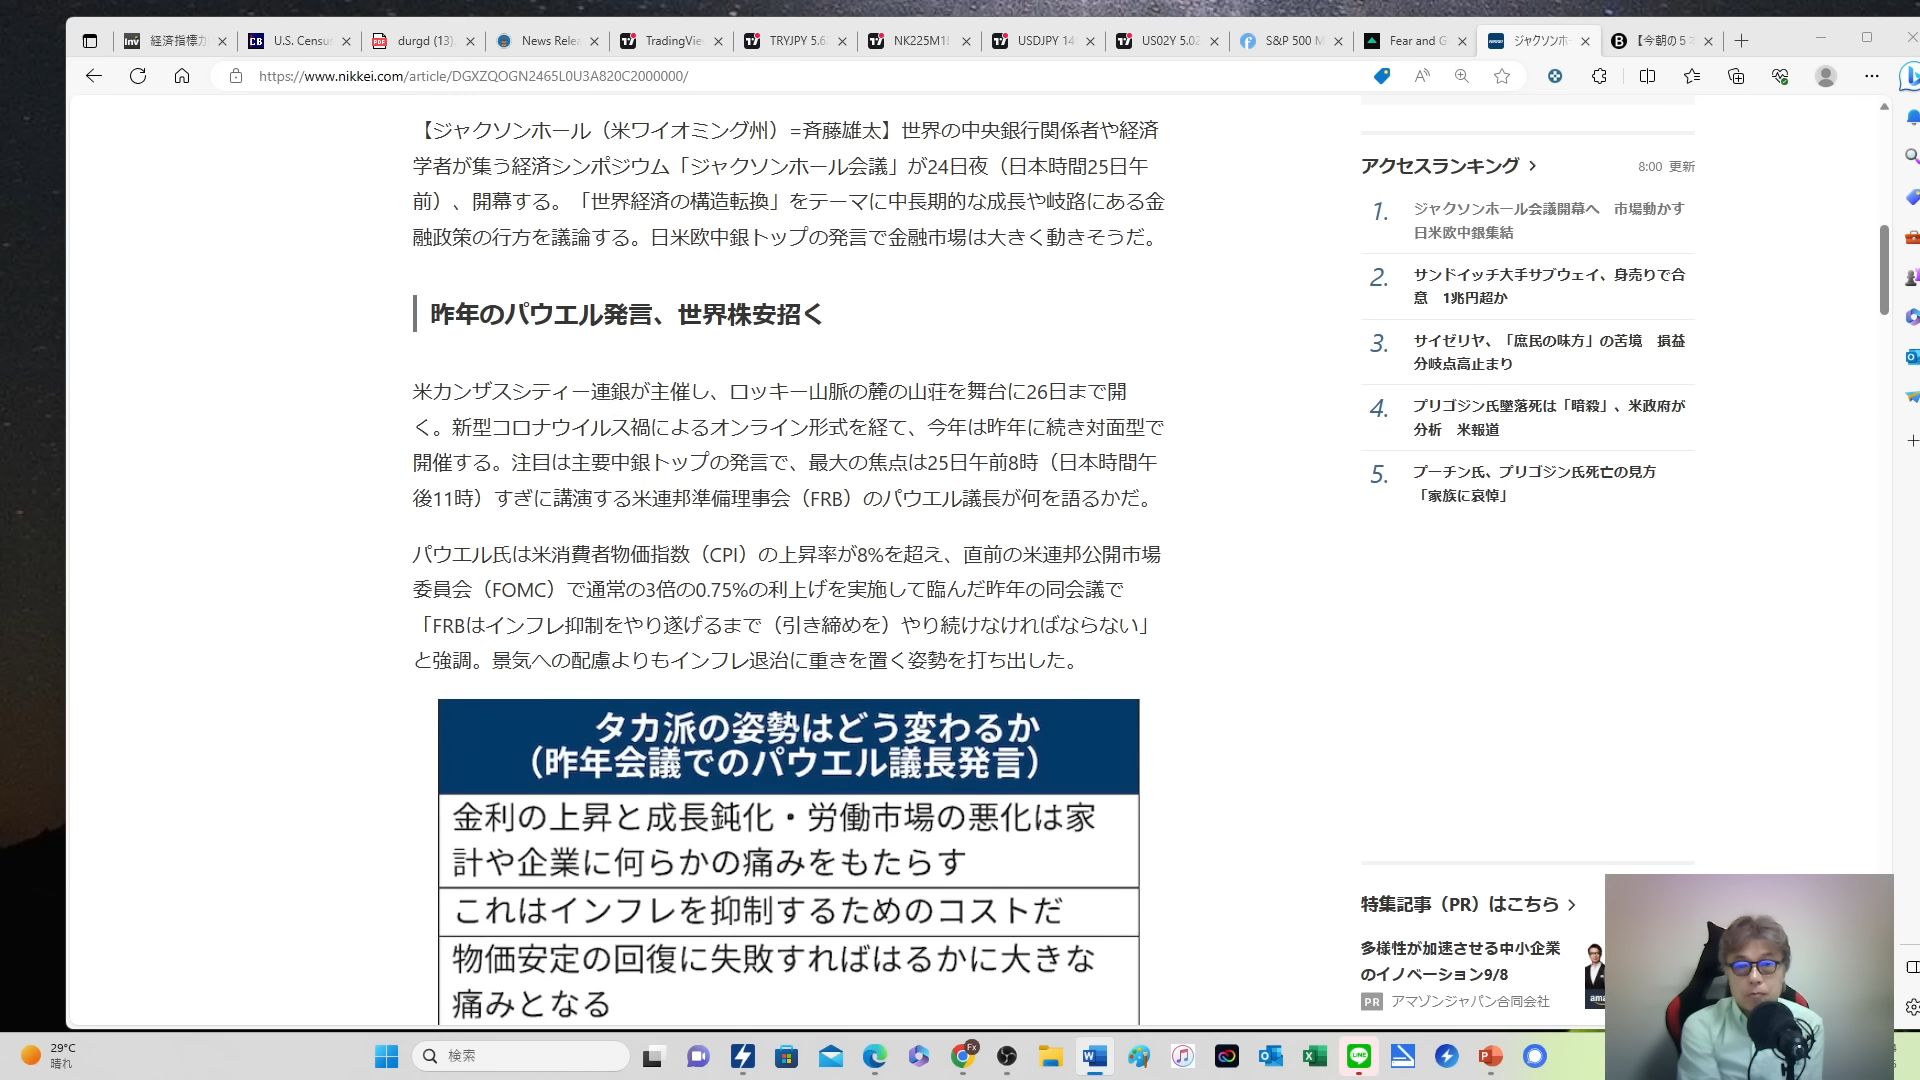 経済指標カ
U.S. Census
durgd (13).
News Relea
TradingVie
TRYJPY 5.62
NK225M1!
USDJPY 14
US02Y 5.02
S&P 500 M
Fear and G
ジャクソンホ
【今朝の５本
https://www.nikkei.com/article/DGXZQOGN2465L0U3A820C2000000/
【ジャクソンホール（米ワイオミング州）=斉藤雄太】世界の中央銀行関係者や経済
学者が集う経済シンポジウム「ジャクソンホール会議」が24日夜（日本時間25日午
前）、開幕する。「世界経済の構造転換」をテーマに中長期的な成長や岐路にある金
融政策の行方を議論する。日米欧中銀トップの発言で金融市場は大きく動きそうだ。
昨年のパウエル発言、世界株安招く
米カンザスシティー連銀が主催し、ロッキー山脈の麓の山荘を舞台に26日まで開
く。新型コロナウイルス禍によるオンライン形式を経て、今年は昨年に続き対面型で
開催する。注目は主要中銀トップの発言で、最大の焦点は25日午前8時（日本時間午
後11時）すぎに講演する米連邦準備理事会（FRB）のパウエル議長が何を語るかだ。
パウエル氏は米消費者物価指数（CPI）の上昇率が8%を超え、直前の米連邦公開市場
委員会（FOMC）で通常の3倍の0.75%の利上げを実施して臨んだ昨年の同会議で
「FRBはインフレ抑制をやり遂げるまで（引き締めを）やり続けなければならない」
と強調。景気への配慮よりもインフレ退治に重きを置く姿勢を打ち出した。
タカ派の姿勢はどう変わるか
（昨年会議でのパウエル議長発言）
金利の上昇と成長鈍化・労働市場の悪化は家
計や企業に何らかの痛みをもたらす
これはインフレを抑制するためのコストだ
物価安定の回復に失敗すればはるかに大きな
痛みとなる
アクセスランキング
8:00 更新
1. ジャクソンホール会議開幕へ　市場動かす
日米欧中銀集結
2. サンドイッチ大手サブウェイ、身売りで合
意　1兆円超か
3. サイゼリヤ、「庶民の味方」の苦境　損益
分岐点高止まり
4. プリゴジン氏墜落死は「暗殺」、米政府が
分析　米報道
5. プーチン氏、プリゴジン氏死亡の見方
「家族に哀悼」
特集記事（PR）はこちら
多様性が加速させる中小企業
のイノベーション9/8
PR アマゾンジャパン合同会社
29°C
晴れ
検索